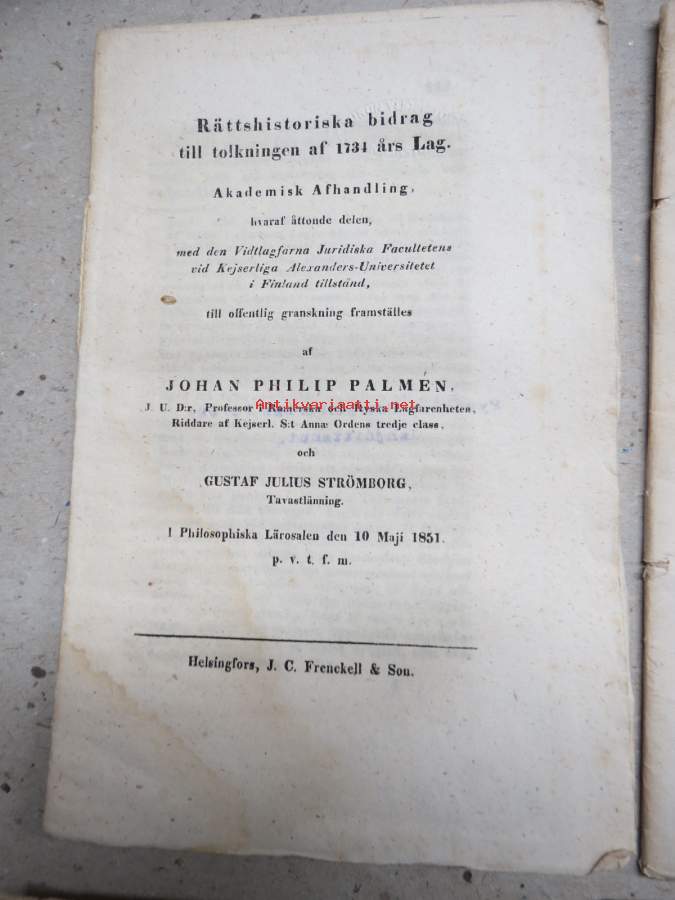 Rättshistoriska bidrag
till tolkningen af 1734 års Lag.
Akademisk Afhandling,
hvaraf åttonde delen,
med den Vidtlagfarna Juridiska Facultetens
vid Kejserliga Alexanders-Universitetet
i Finland tillstånd,
till offentlig granskning framställes
af
JOHAN PHILIP PALMÉN,
Antikvariaatti.net
J. U. D:r, Professor i Romerska och Ryska Lagfarenheten,
Riddare af Kejserl. S:t Annæ Ordens tredje class,
och
GUSTAF JULIUS STRÖMBORG,
Tavastlänning.
I Philosophiska Lärosalen den 10 Maji 1851.
p. v. t. f. m.
Helsingfors, J. C. Frenckell & Son.